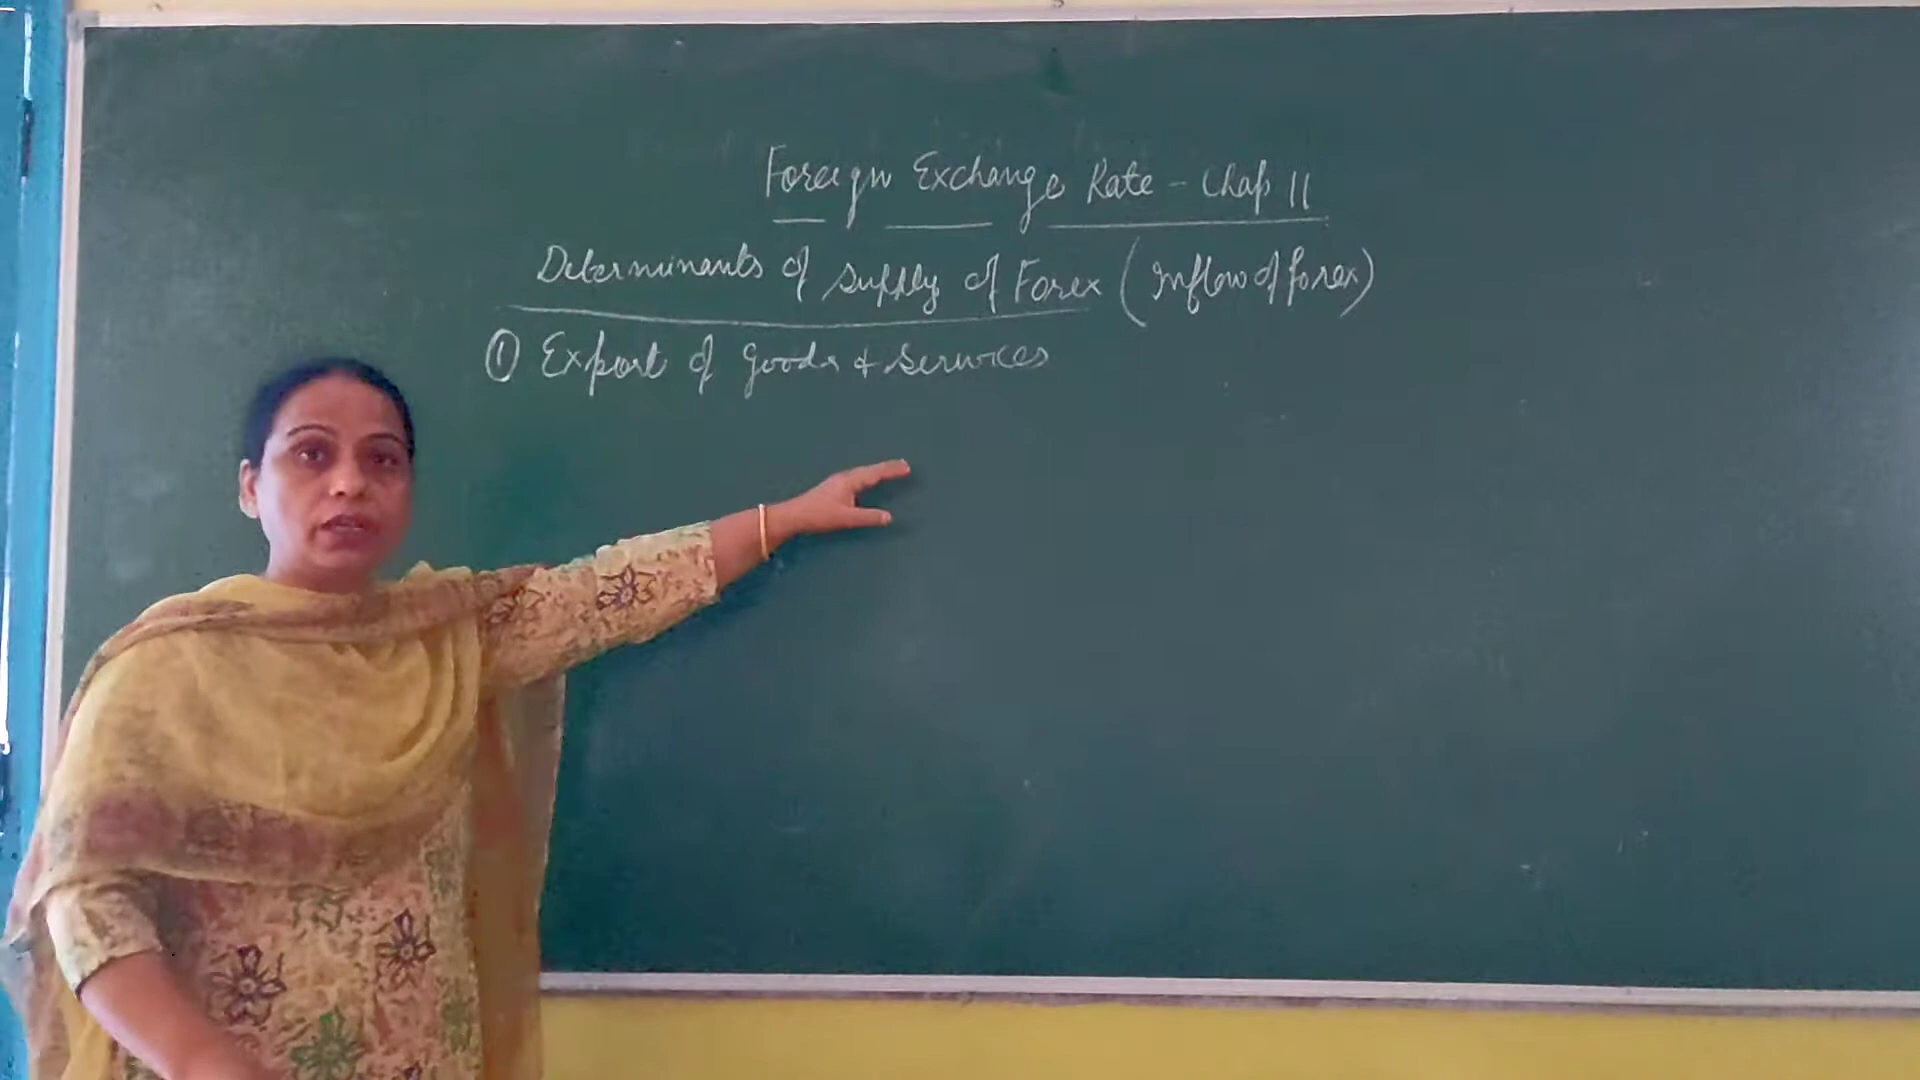 Foreign Exchange Rate - Chap 11
Determinants of supply of Forex (Inflow of forex)
① Export of goods & services